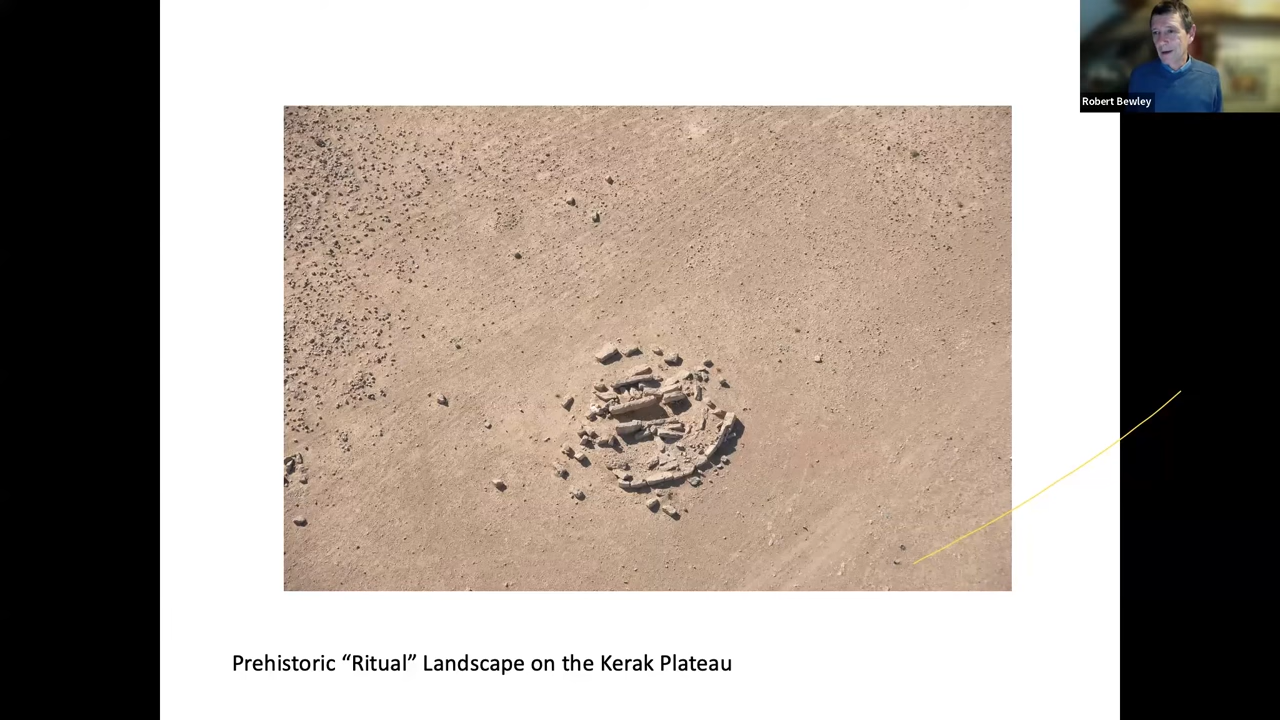 Robert Bewley
Prehistoric “Ritual” Landscape on the Kerak Plateau